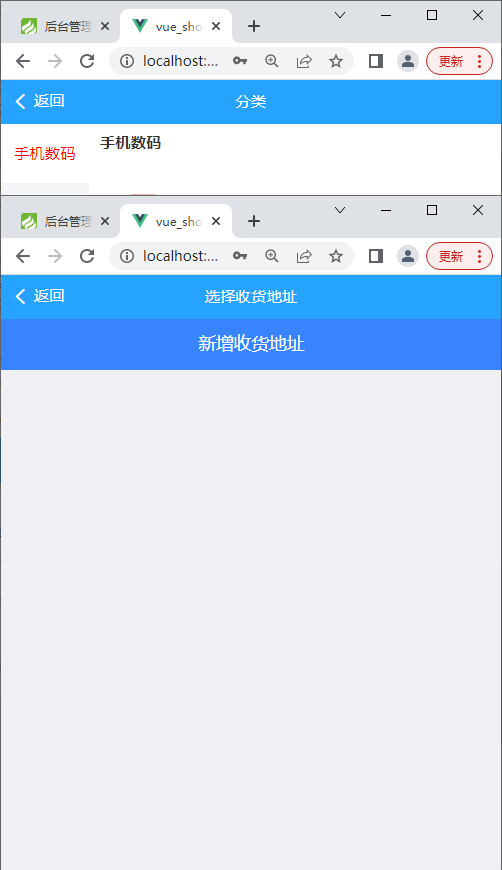 后台管理
vue_sho
localhost:...
更新
返回
分类
手机数码
手机数码
后台管理
vue_sho
localhost:...
更新
返回
选择收货地址
新增收货地址